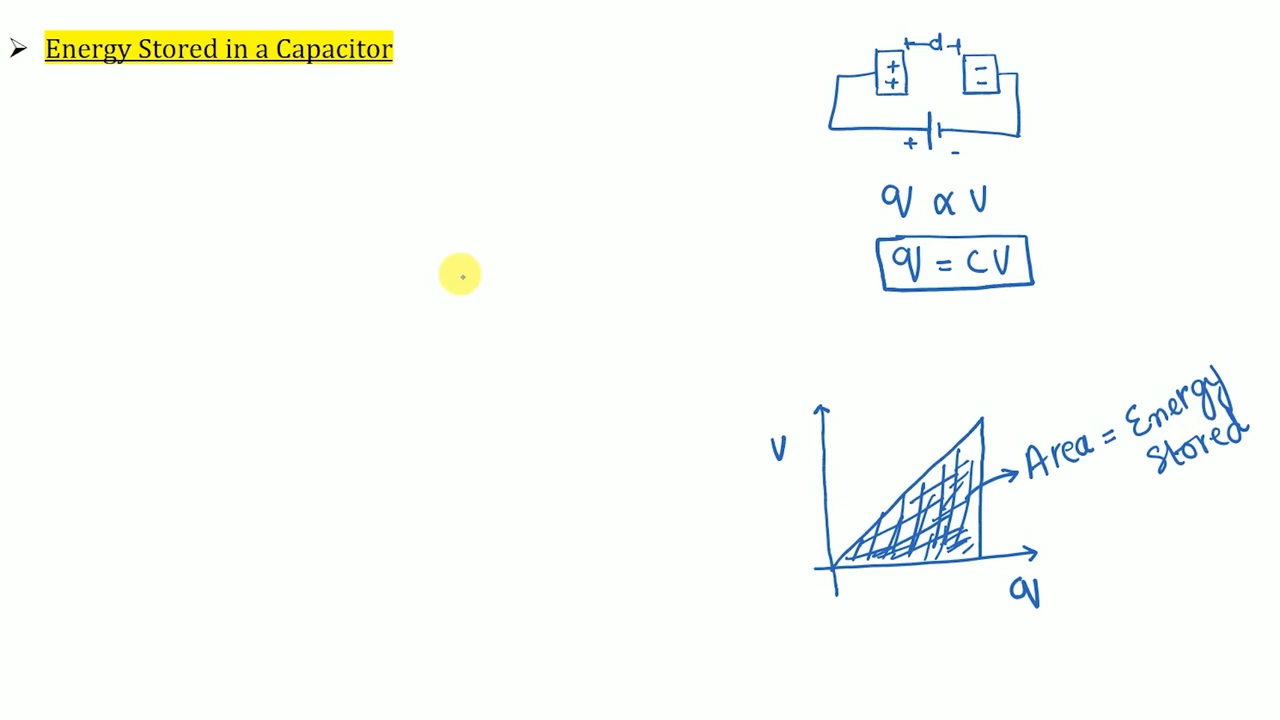 Energy Stored in a Capacitor
d
+ -
+ -
+ -
q ∝ V
q = CV
V
Area = Energy
Stored
q